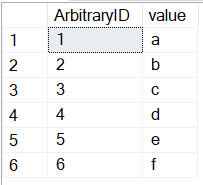 ArbitraryID value
1 1 a
2 2 b
3 3 c
4 4 d
5 5 e
6 6 f